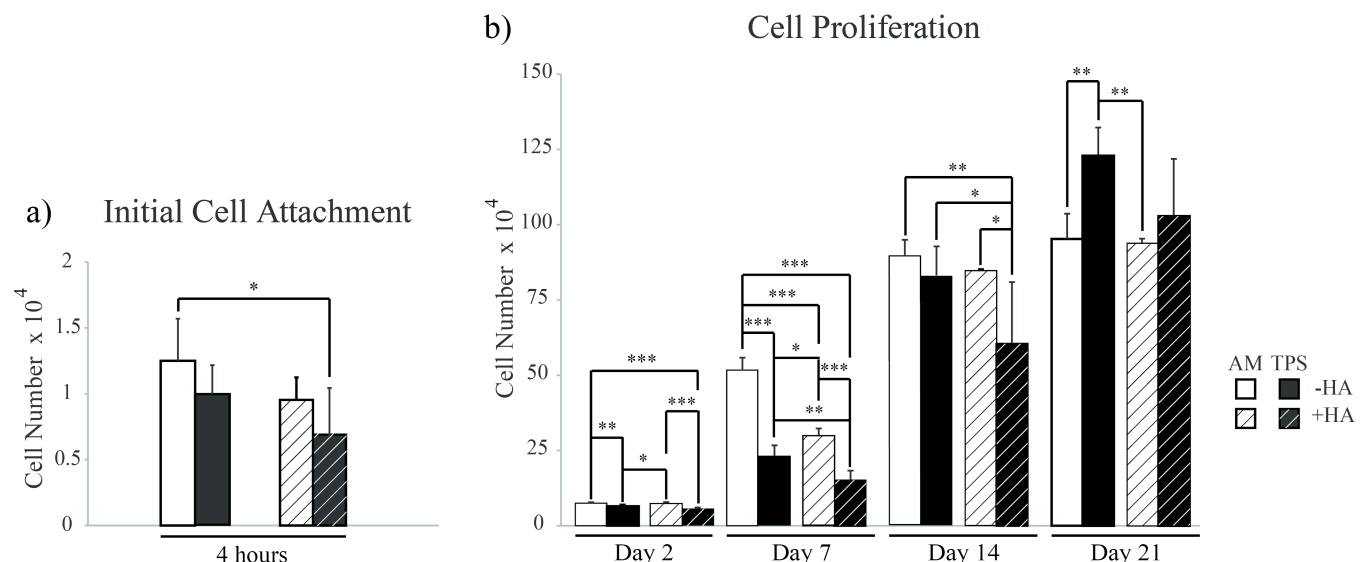 a)
Initial Cell Attachment
Cell Number x 10^4
2
1.5
1
0.5
0
*
4 hours
b)
Cell Proliferation
Cell Number x 10^4
150
125
100
75
50
25
0
***
***
**
*
***
***
***
*
***
**
**
*
*
**
**
Day 2
Day 7
Day 14
Day 21
AM TPS
-HA
+HA